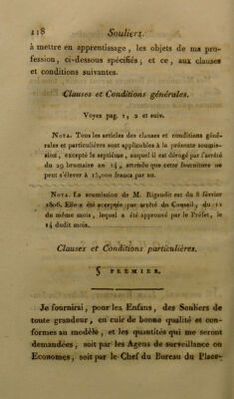 218 Souliers.
à mettre en apprentissage, les objets de ma pro-
fession, ci-dessous spécifiés, et ce, aux clauses
et conditions suivantes.
Clauses et Conditions générales.
Voyez pag. 1, 2 et suiv.
Nota. Tous les articles des clauses et conditions géné-
rales et particulières sont applicables à la présente soumis-
sion, excepté le septième, auquel il est dérogé par l'arrêté
du 29 brumaire an 14, attendu que cette fourniture ne
peut s'élever à 15,000 francs par an.
Nota. La soumission de M. Rigaudit est du 8 février
1806. Elle a été acceptée par arrêté du Conseil, du 12
du même mois, lequel a été approuvé par le Préfet, le
14 dudit mois.
Clauses et Conditions particulières.
§ PREMIER.
Je fournirai, pour les Enfans, des Souliers de
toute grandeur, en cuir de bonne qualité et con-
formes au modèle, et les quantités qui me seront
demandées, soit par les Agens de surveillance ou
Economes, soit par le Chef du Bureau du Place-